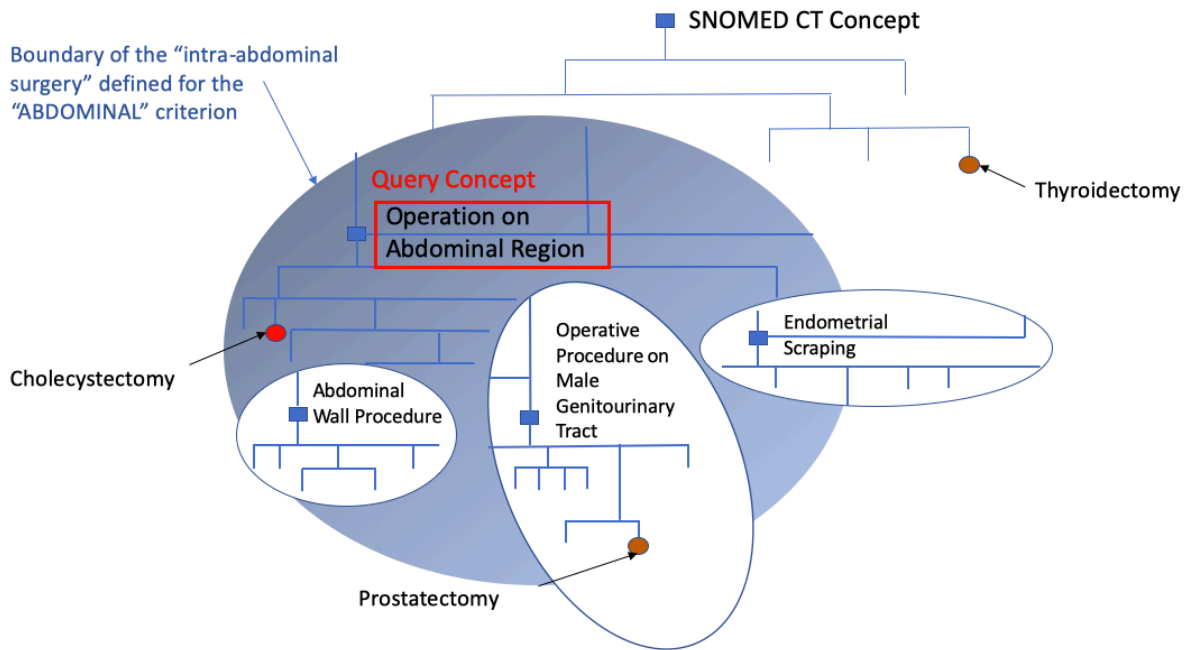 SNOMED CT Concept
Boundary of the “intra-abdominal
surgery” defined for the
“ABDOMINAL” criterion
Query Concept
Operation on
Abdominal Region
Thyroidectomy
Cholecystectomy
Abdominal
Wall Procedure
Operative
Procedure on
Male
Genitourinary
Tract
Endometrial
Scraping
Prostatectomy